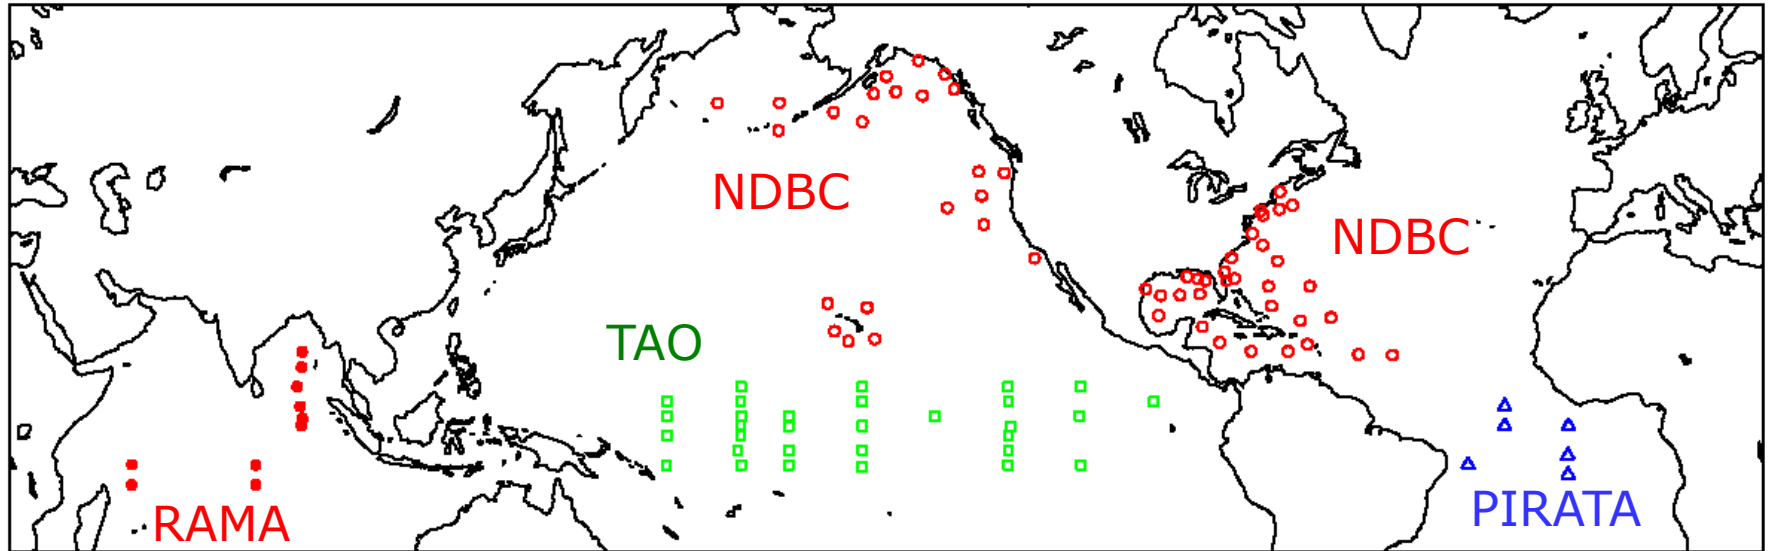 NDBC
NDBC
TAO
RAMA
PIRATA